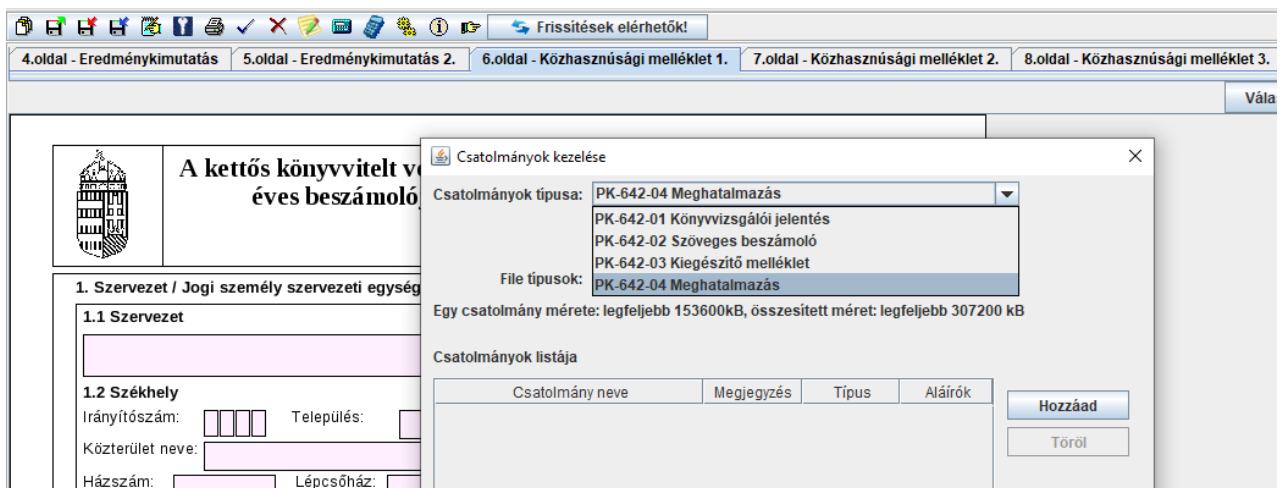 Frissítések elérhetők!
4.oldal - Eredménykimutatás
5.oldal - Eredménykimutatás 2.
6.oldal - Közhasznúsági melléklet 1.
7.oldal - Közhasznúsági melléklet 2.
8.oldal - Közhasznúsági melléklet 3.
A kettős könyvvitelt
éves beszámoló
Csatolmányok kezelése
Csatolmányok típusa: PK-642-04 Meghatalmazás
PK-642-01 Könyvvizsgálói jelentés
PK-642-02 Szöveges beszámoló
PK-642-03 Kiegészítő melléklet
File típusok: PK-642-04 Meghatalmazás
Egy csatolmány mérete: legfeljebb 153600kB, összesített méret: legfeljebb 307200 kB
Csatolmányok listája
Csatolmány neve Megjegyzés Típus Aláírók
Hozzáad
Töröl
1. Szervezet / Jogi személy szervezeti egység
1.1 Szervezet
1.2 Székhely
Irányítószám: Település:
Közterület neve:
Házszám: Lépcsőház: